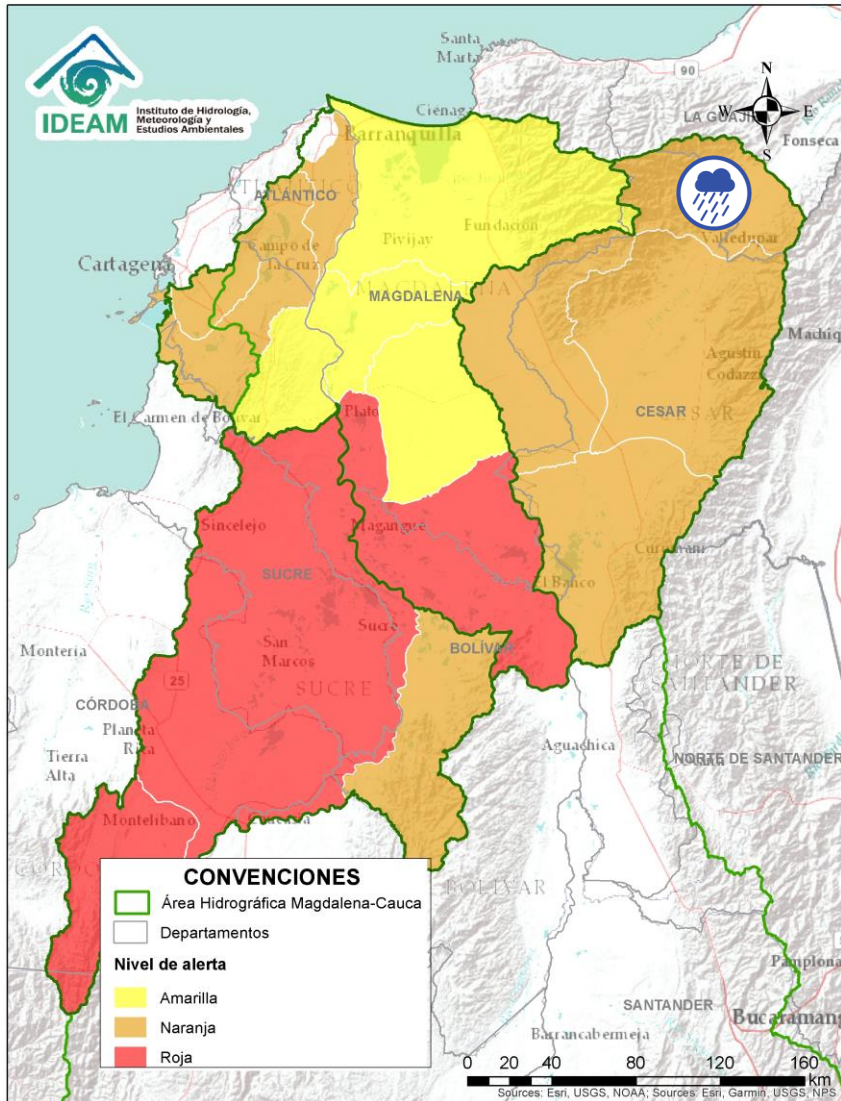 IDEAM
Instituto de Hidrología,
Meteorología y
Estudios Ambientales
Santa
Marta
90
N
W
E
S
Ciénaga
LA GUAJI
Barranquilla
Fonseca
ATLÁNTICO
Fundación
Pivijay
Valledupar
Campo de
la Cruz
Cartagena
MAGDALENA
Machiq
Agustín
Codazzi
El Carmen de Bolívar
Plato
CESAR
Sincelejo
Magangue
Curumaní
SUCRE
El Banco
Sucre
Montería
San
Marcos
BOLÍVAR
NORTE DE
SANTANDER
25
SUCRE
CÓRDOBA
Planeta
Rica
Tierra
Alta
Aguachica
NORTE DE SANTANDER
Montelibano
CONVENCIONES
Área Hidrográfica Magdalena-Cauca
Departamentos
Nivel de alerta
Amarilla
Naranja
Roja
BOLÍVAR
Pamplona
SANTANDER
Bucaramang
Barrancabermeja
0 20 40 80 120 160
km
Sources: Esri, USGS, NOAA; Sources: Esri, Garmin, USGS, NPS